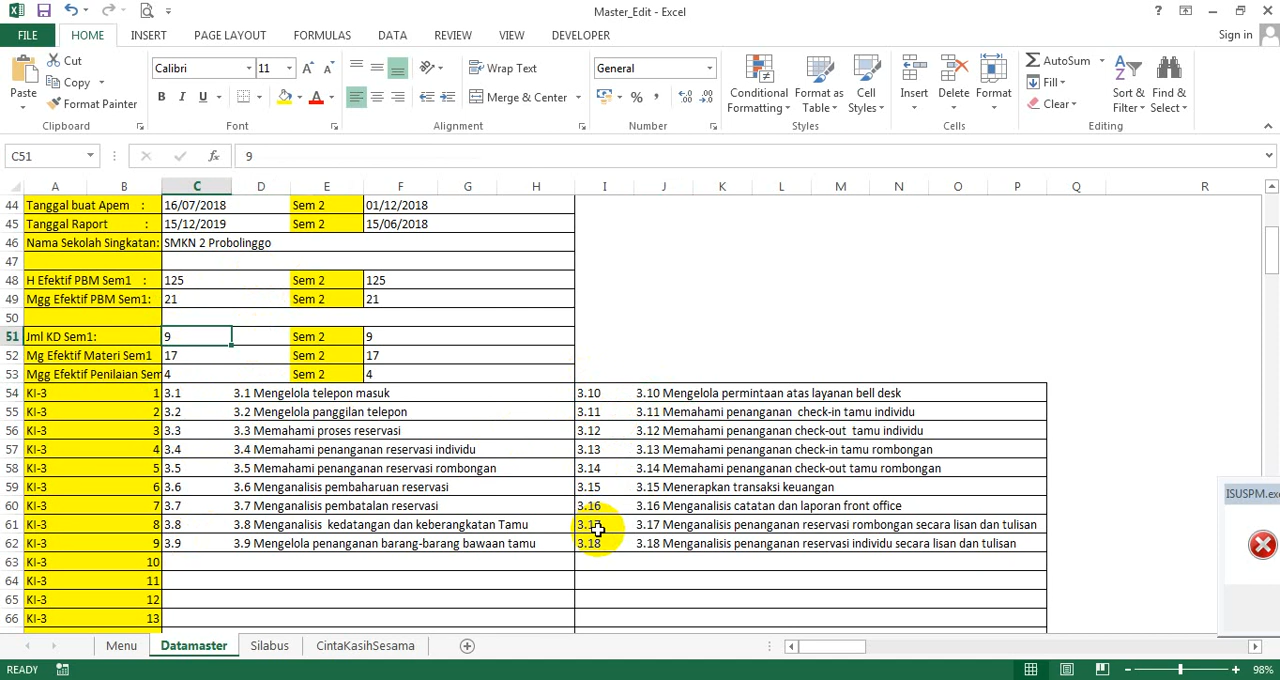 Master_Edit - Excel
?
FILE HOME INSERT PAGE LAYOUT FORMULAS DATA REVIEW VIEW DEVELOPER Sign in
Paste
Cut
Copy
Format Painter
Clipboard
Calibri 11
B I U
Font
Wrap Text
Merge & Center
Alignment
General
%
Number
Conditional Formatting
Format as Table
Cell Styles
Styles
Insert Delete Format
Cells
AutoSum
Fill
Clear
Sort & Filter
Find & Select
Editing
C51 fx 9
A B C D E F G H I J K L M N O P Q R
44 Tanggal buat Apem : 16/07/2018 Sem 2 01/12/2018
45 Tanggal Raport : 15/12/2019 Sem 2 15/06/2018
46 Nama Sekolah Singkatan: SMKN 2 Probolinggo
47
48 H Efektif PBM Sem1 : 125 Sem 2 125
49 Mgg Efektif PBM Sem1: 21 Sem 2 21
50
51 Jml KD Sem1: 9 Sem 2 9
52 Mg Efektif Materi Sem1 17 Sem 2 17
53 Mgg Efektif Penilaian Sem 4 Sem 2 4
54 KI-3 1 3.1 3.1 Mengelola telepon masuk 3.10 3.10 Mengelola permintaan atas layanan bell desk
55 KI-3 2 3.2 3.2 Mengelola panggilan telepon 3.11 3.11 Memahami penanganan check-in tamu individu
56 KI-3 3 3.3 3.3 Memahami proses reservasi 3.12 3.12 Memahami penanganan check-out tamu individu
57 KI-3 4 3.4 3.4 Memahami penanganan reservasi individu 3.13 3.13 Memahami penanganan check-in tamu rombongan
58 KI-3 5 3.5 3.5 Memahami penanganan reservasi rombongan 3.14 3.14 Memahami penanganan check-out tamu rombongan
59 KI-3 6 3.6 3.6 Menganalisis pembaharuan reservasi 3.15 3.15 Menerapkan transaksi keuangan
60 KI-3 7 3.7 3.7 Menganalisis pembatalan reservasi 3.16 3.16 Menganalisis catatan dan laporan front office
61 KI-3 8 3.8 3.8 Menganalisis kedatangan dan keberangkatan Tamu 3.17 3.17 Menganalisis penanganan reservasi rombongan secara lisan dan tulisan
62 KI-3 9 3.9 3.9 Mengelola penanganan barang-barang bawaan tamu 3.18 3.18 Menganalisis penanganan reservasi individu secara lisan dan tulisan
63 KI-3 10
64 KI-3 11
65 KI-3 12
66 KI-3 13
ISUSPM.exe
Menu Datamaster Silabus CintaKasihSesama
READY 98%